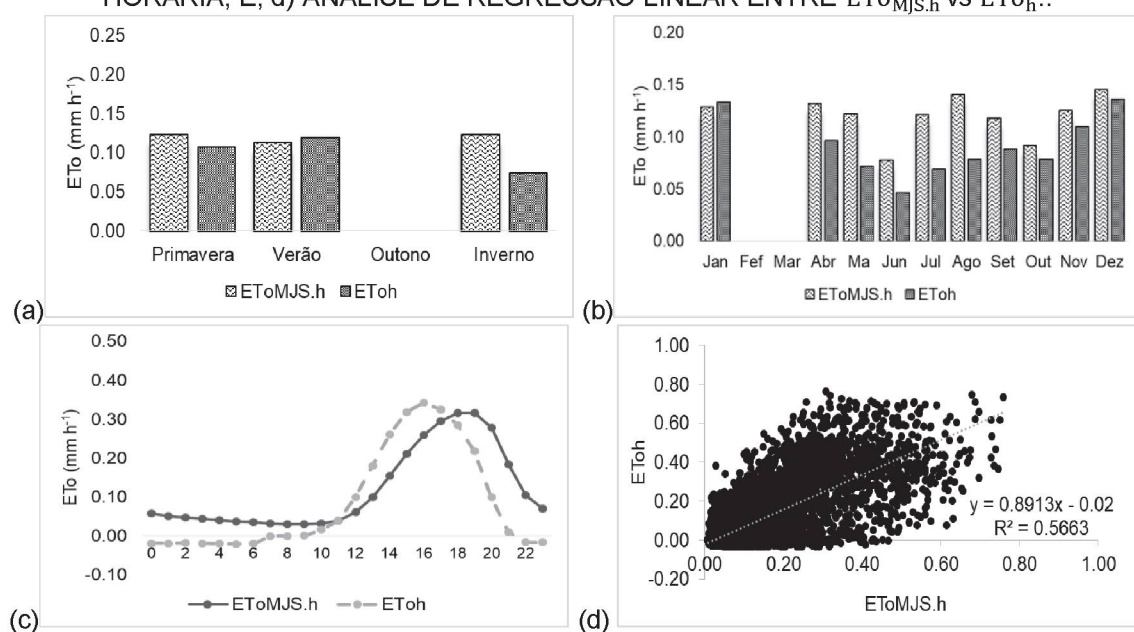 HORÁRIA; E, d) ANÁLISE DE REGRESSÃO LINEAR ENTRE EToMJS.h vs EToh..
0.25
0.20
0.15
0.10
0.05
0.00
ETo (mm h-1)
Primavera Verão Outono Inverno
EToMJS.h EToh
(a)
0.20
0.15
0.10
0.05
0.00
ETo (mm h-1)
Jan Fef Mar Abr Ma Jun Jul Ago Set Out Nov Dez
EToMJS.h EToh
(b)
0.50
0.40
0.30
0.20
0.10
0.00
-0.10
ETo (mm h-1)
0 2 4 6 8 10 12 14 16 18 20 22
EToMJS.h EToh
(c)
1.00
0.80
0.60
0.40
0.20
0.00
-0.20
EToh
y = 0.8913x - 0.02
R² = 0.5663
0.00 0.20 0.40 0.60 0.80 1.00
EToMJS.h
(d)